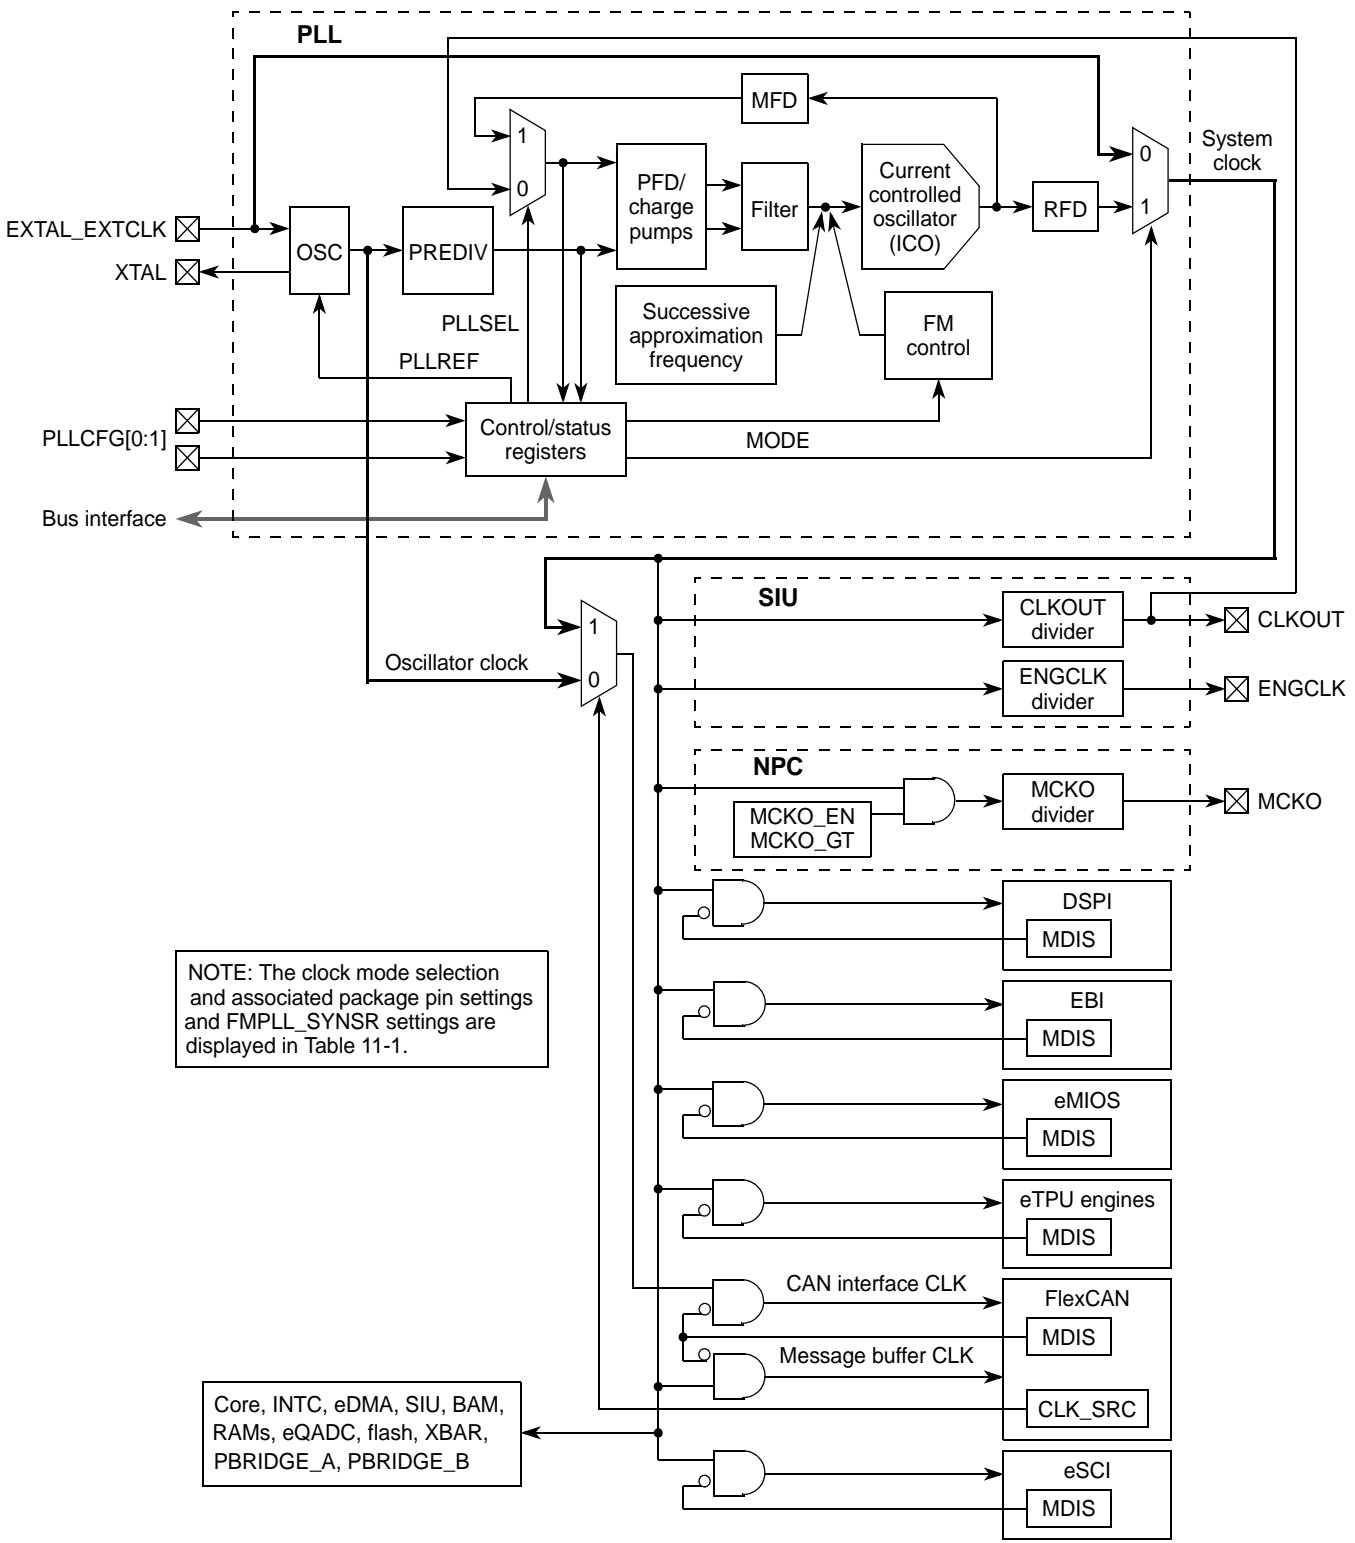 PLL
MFD
1
0
System
clock
0
1
PFD/
charge
pumps
Filter
Current
controlled
oscillator
(ICO)
RFD
EXTAL_EXTCLK
OSC
PREDIV
XTAL
PLLSEL
PLLREF
Successive
approximation
frequency
FM
control
PLLCFG[0:1]
Control/status
registers
MODE
Bus interface
SIU
CLKOUT
divider
CLKOUT
1
0
Oscillator clock
ENGCLK
divider
ENGCLK
NPC
MCKO_EN
MCKO_GT
MCKO
divider
MCKO
DSPI
MDIS
NOTE: The clock mode selection
and associated package pin settings
and FMPLL_SYNSR settings are
displayed in Table 11-1.
EBI
MDIS
eMIOS
MDIS
eTPU engines
MDIS
CAN interface CLK
FlexCAN
MDIS
Message buffer CLK
CLK_SRC
Core, INTC, eDMA, SIU, BAM,
RAMs, eQADC, flash, XBAR,
PBRIDGE_A, PBRIDGE_B
eSCI
MDIS